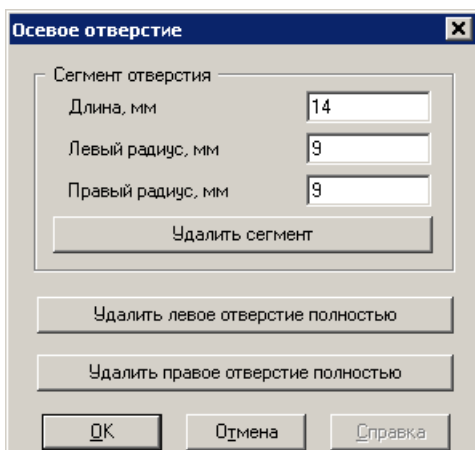 Осевое отверстие
Сегмент отверстия
Длина, мм 14
Левый радиус, мм 9
Правый радиус, мм 9
Удалить сегмент
Удалить левое отверстие полностью
Удалить правое отверстие полностью
OK Отмена Справка